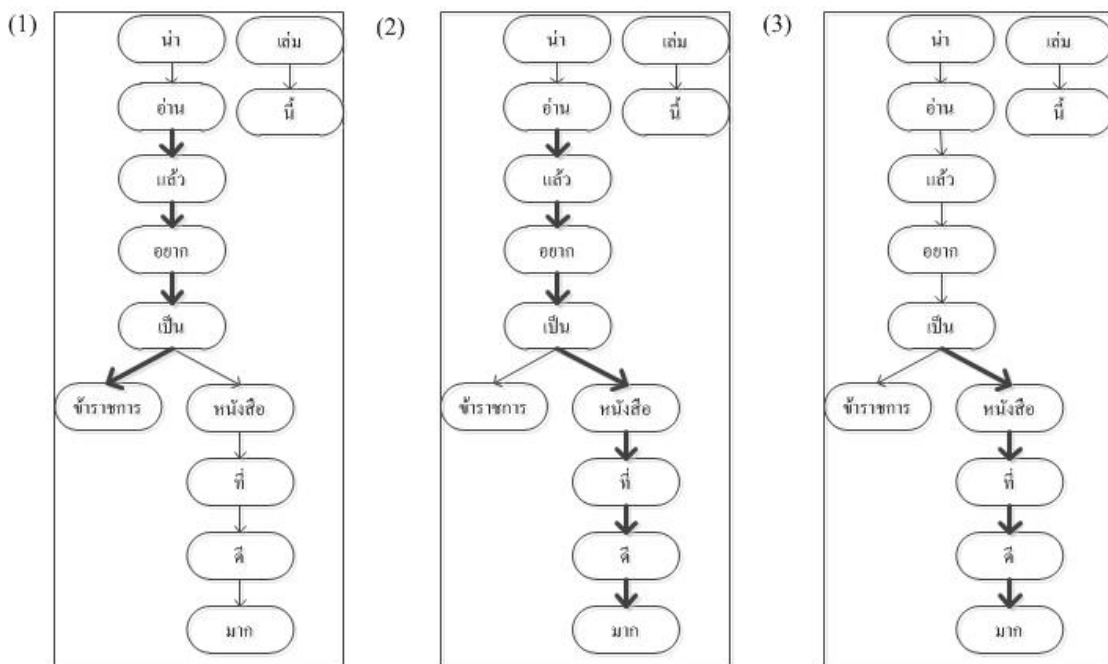 (1)
น่า เล่ม
อ่าน นี้
แล้ว
อยาก
เป็น
ข้าราชการ หนังสือ
ที่
ดี
มาก
(2)
น่า เล่ม
อ่าน นี้
แล้ว
อยาก
เป็น
ข้าราชการ หนังสือ
ที่
ดี
มาก
(3)
น่า เล่ม
อ่าน นี้
แล้ว
อยาก
เป็น
ข้าราชการ หนังสือ
ที่
ดี
มาก